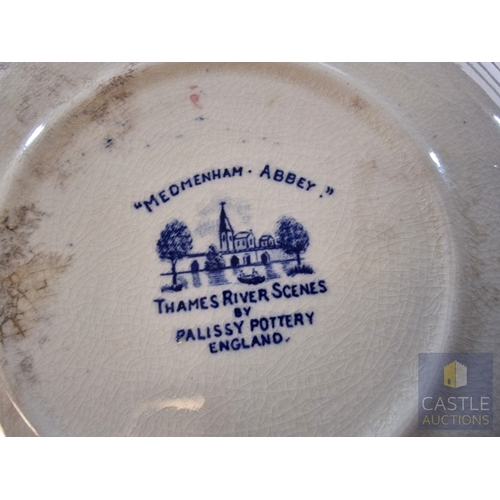 "MEDMENHAM · ABBEY."
THAMES RIVER SCENES
BY
PALISSY POTTERY
ENGLAND.
CASTLE
AUCTIONS